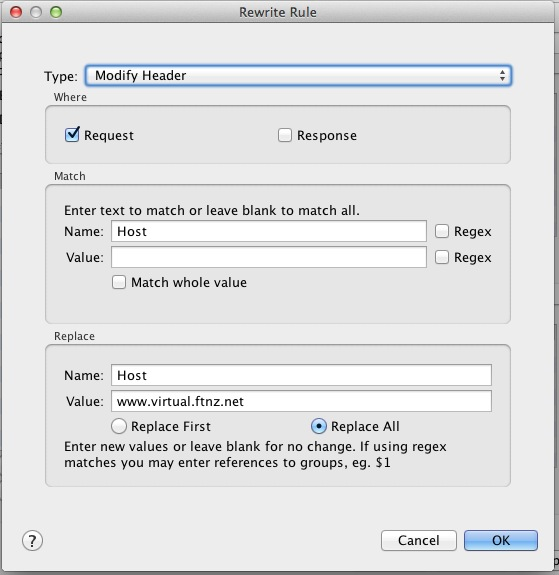 Rewrite Rule
Type: Modify Header
Where
Request Response
Match
Enter text to match or leave blank to match all.
Name: Host Regex
Value: Regex
Match whole value
Replace
Name: Host
Value: www.virtual.ftnz.net
Replace First Replace All
Enter new values or leave blank for no change. If using regex
matches you may enter references to groups, eg. $1
? Cancel OK